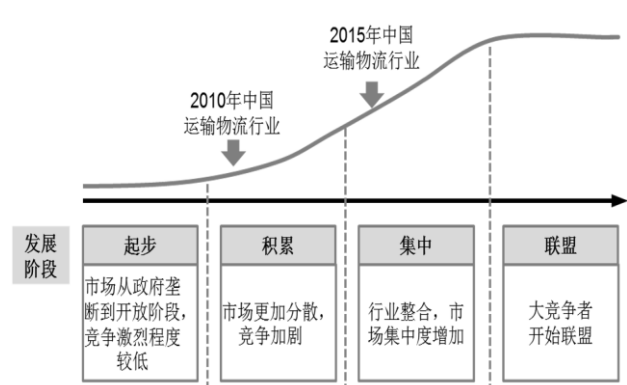 2015年中国
运输物流行业
2010年中国
运输物流行业
发展
阶段
起步
积累
集中
联盟
市场从政府垄
断到开放阶段，
竞争激烈程度
较低
市场更加分散，
竞争加剧
行业整合，市
场集中度增加
大竞争者
开始联盟